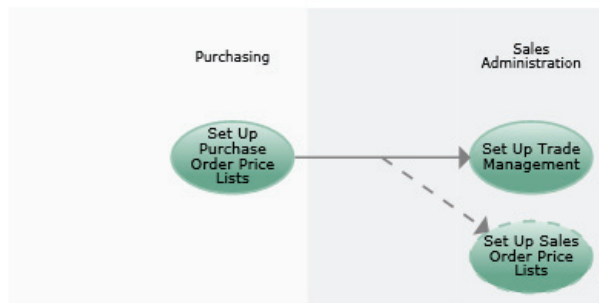 Purchasing
Sales
Administration
Set Up
Purchase
Order Price
Lists
Set Up Trade
Management
Set Up Sales
Order Price
Lists